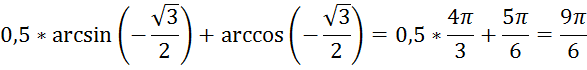 0,5 * arcsin(−√3/2) + arccos(−√3/2) = 0,5 * 4π/3 + 5π/6 = 9π/6